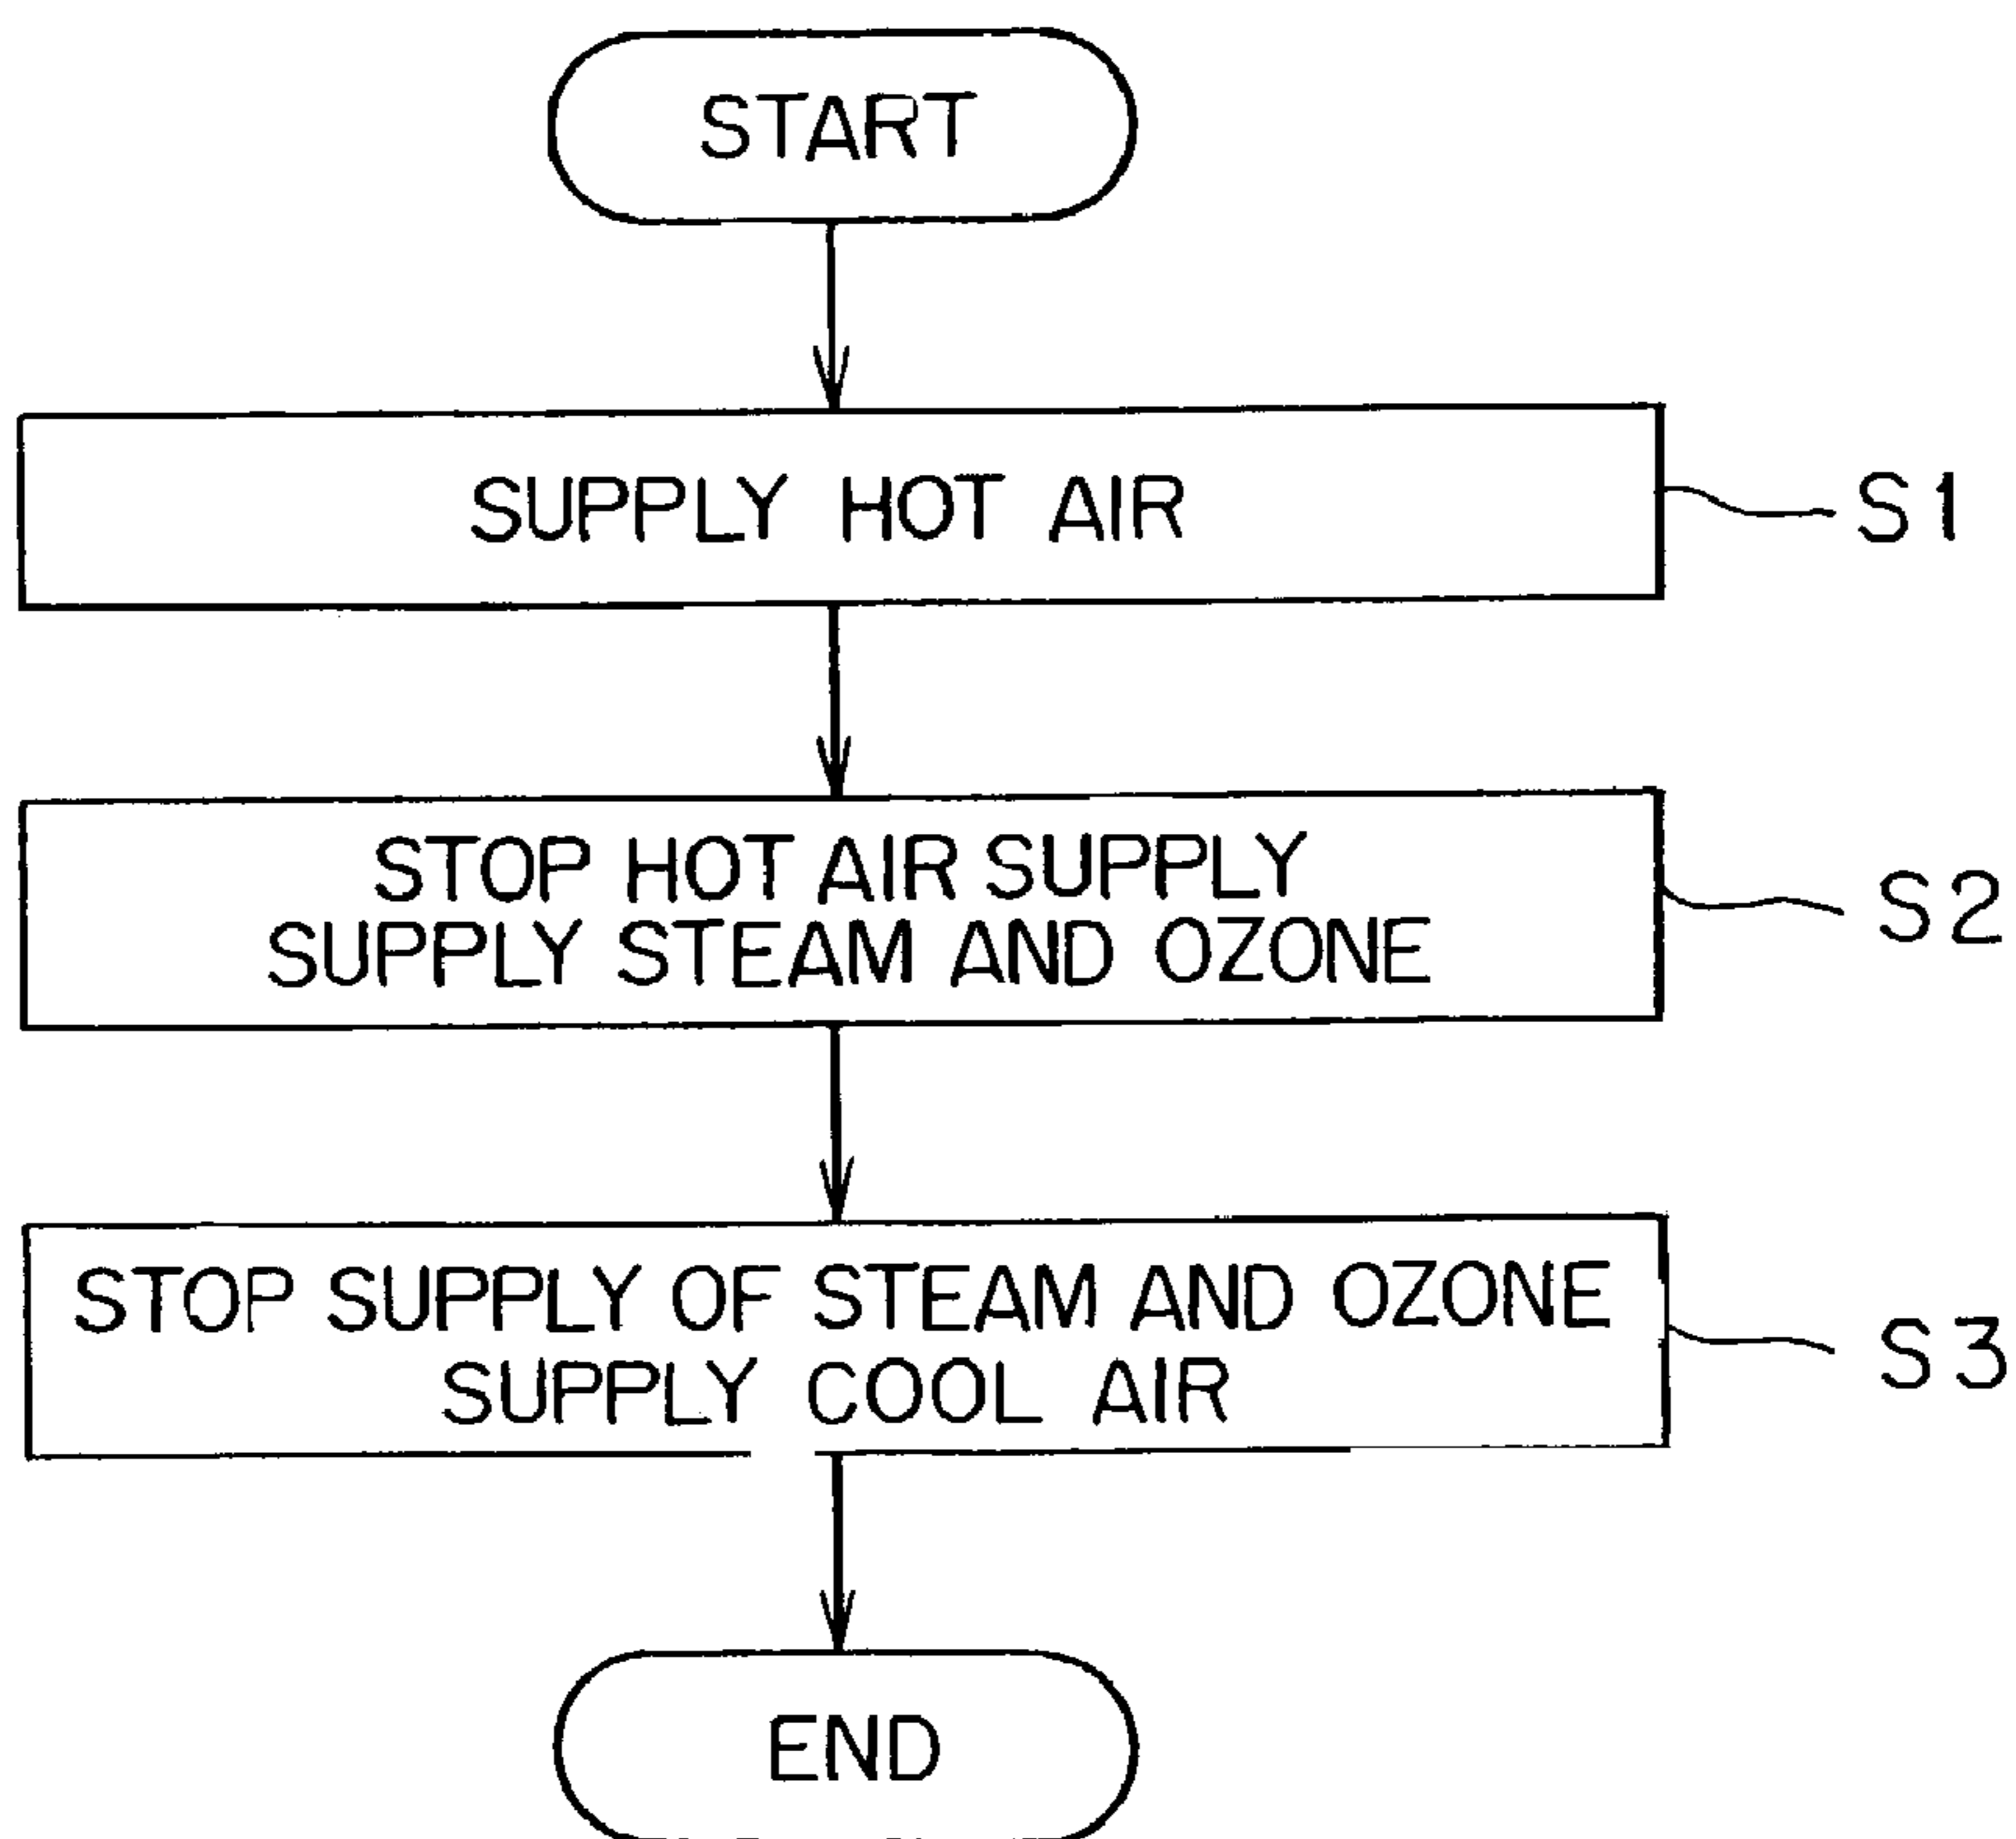 START
SUPPLY HOT AIR
S1
STOP HOT AIR SUPPLY
SUPPLY STEAM AND OZONE
S2
STOP SUPPLY OF STEAM AND OZONE
SUPPLY COOL AIR
S3
END